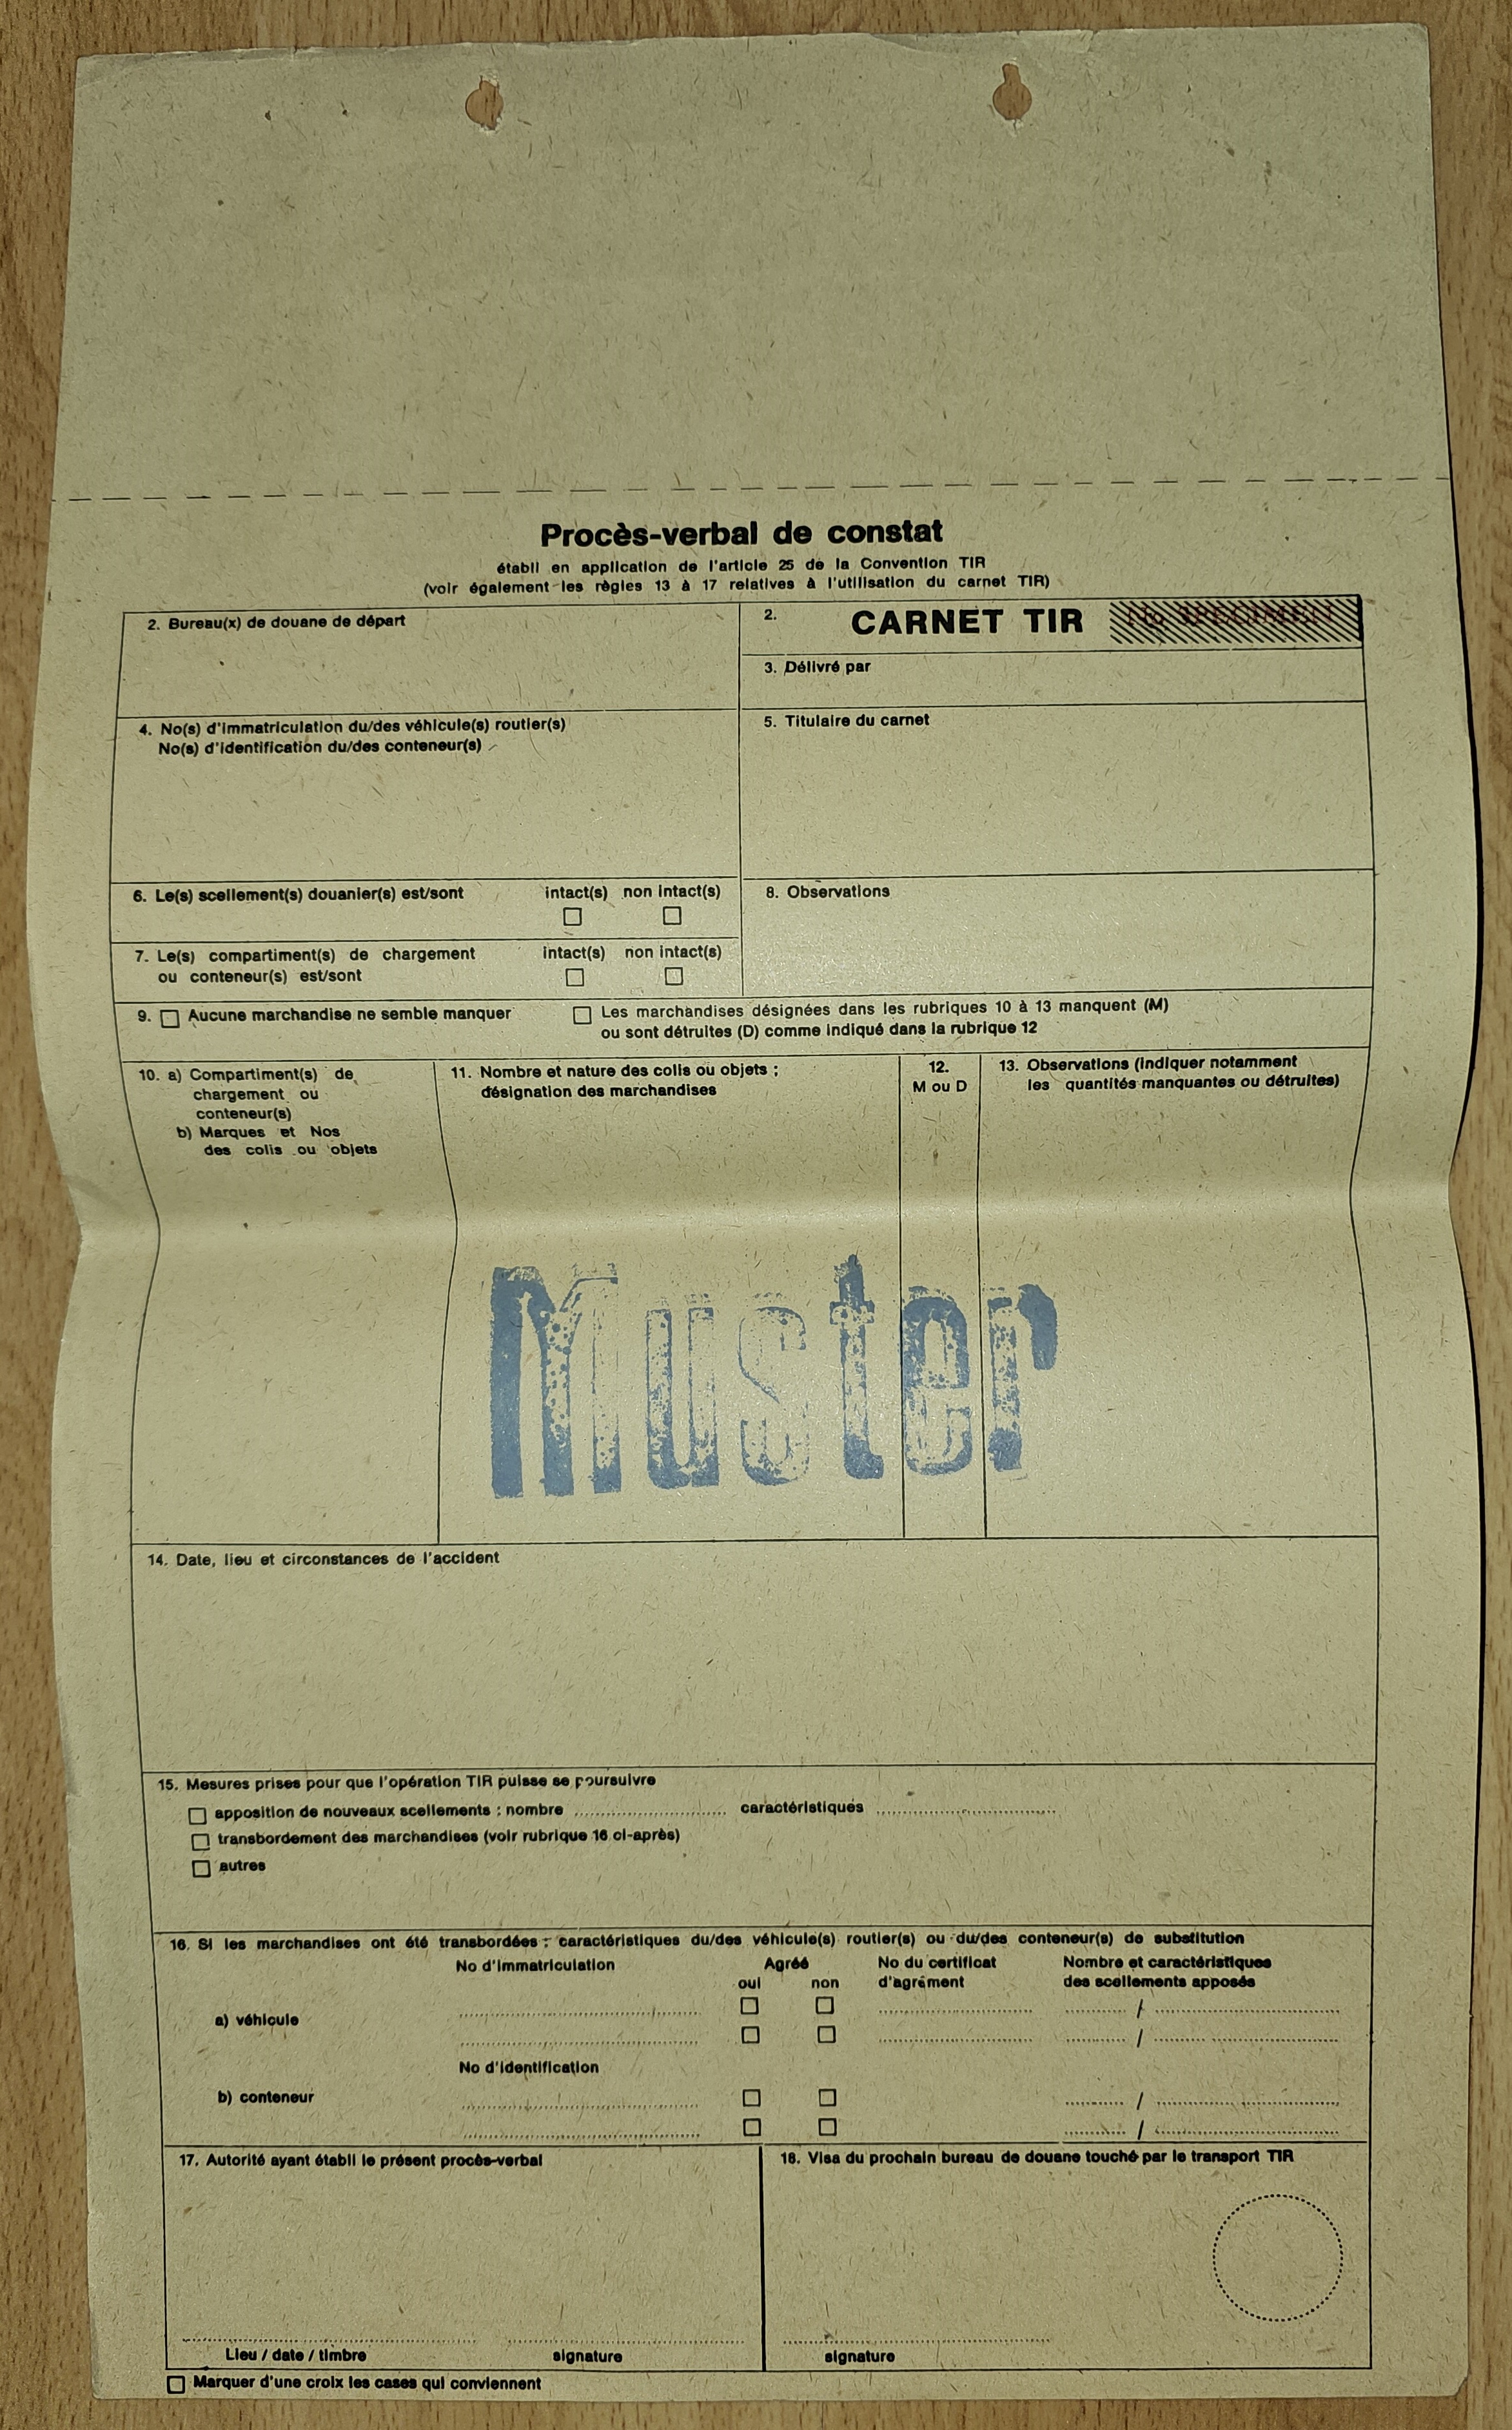 Procès-verbal de constat
établi en application de l'article 25 de la Convention TIR
(voir également les règles 13 à 17 relatives à l'utilisation du carnet TIR)
2. Bureau(x) de douane de départ
2. CARNET TIR No SPECIMEN
3. Délivré par
4. No(s) d'immatriculation du/des véhicule(s) routier(s)
No(s) d'identification du/des conteneur(s)
5. Titulaire du carnet
6. Le(s) scellement(s) douanier(s) est/sont intact(s) non intact(s)
7. Le(s) compartiment(s) de chargement intact(s) non intact(s)
ou conteneur(s) est/sont
8. Observations
9. Aucune marchandise ne semble manquer
Les marchandises désignées dans les rubriques 10 à 13 manquent (M)
ou sont détruites (D) comme indiqué dans la rubrique 12
10. a) Compartiment(s) de
chargement ou
conteneur(s)
b) Marques et Nos
des colis ou objets
11. Nombre et nature des colis ou objets ;
désignation des marchandises
12.
M ou D
13. Observations (indiquer notamment
les quantités manquantes ou détruites)
Muster
14. Date, lieu et circonstances de l'accident
15. Mesures prises pour que l'opération TIR puisse se poursuivre
apposition de nouveaux scellements : nombre caractéristiques
transbordement des marchandises (voir rubrique 16 ci-après)
autres
16. Si les marchandises ont été transbordées : caractéristiques du/des véhicule(s) routier(s) ou du/des conteneur(s) de substitution
No d'immatriculation
Agréé
oui non
No du certificat
d'agrément
Nombre et caractéristiques
des scellements apposés
/
a) véhicule
/
No d'identification
b) conteneur /
/
17. Autorité ayant établi le présent procès-verbal
18. Visa du prochain bureau de douane touché par le transport TIR
Lieu / date / timbre signature signature
Marquer d'une croix les cases qui conviennent